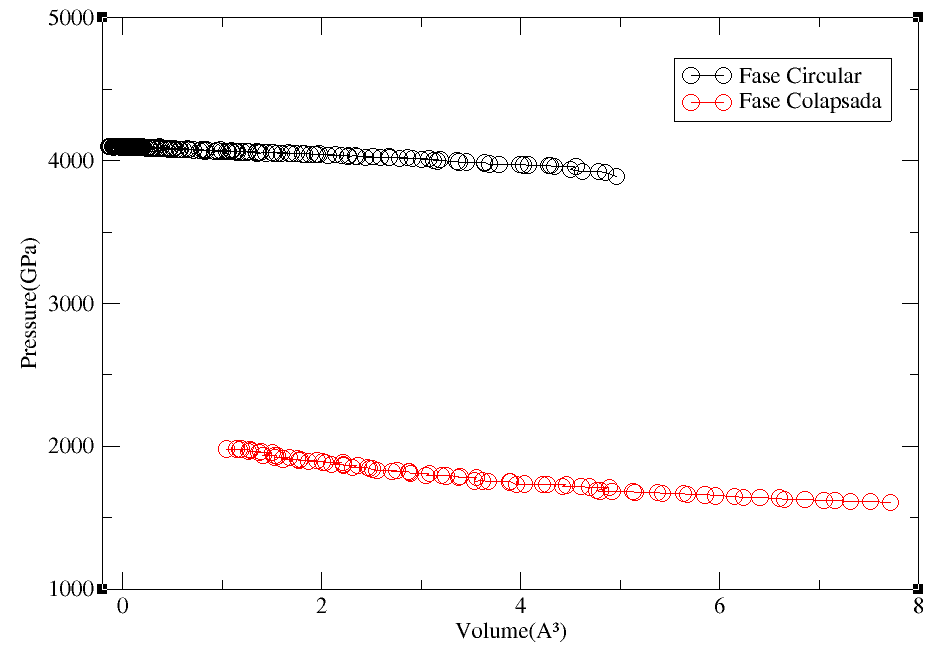 5000
4000
3000
2000
1000
Pressure(GPa)
Fase Circular
Fase Colapsada
0 2 4 6 8
Volume(A³)